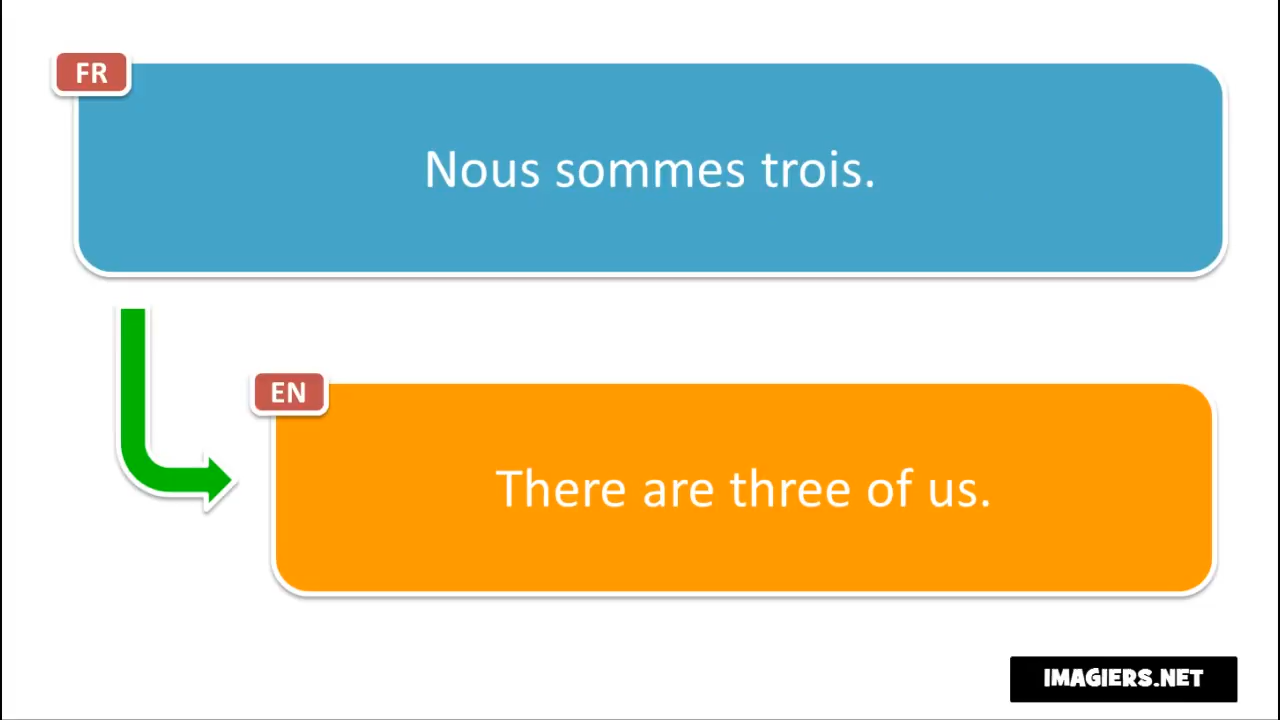 FR
Nous sommes trois.
EN
There are three of us.
IMAGIERS.NET